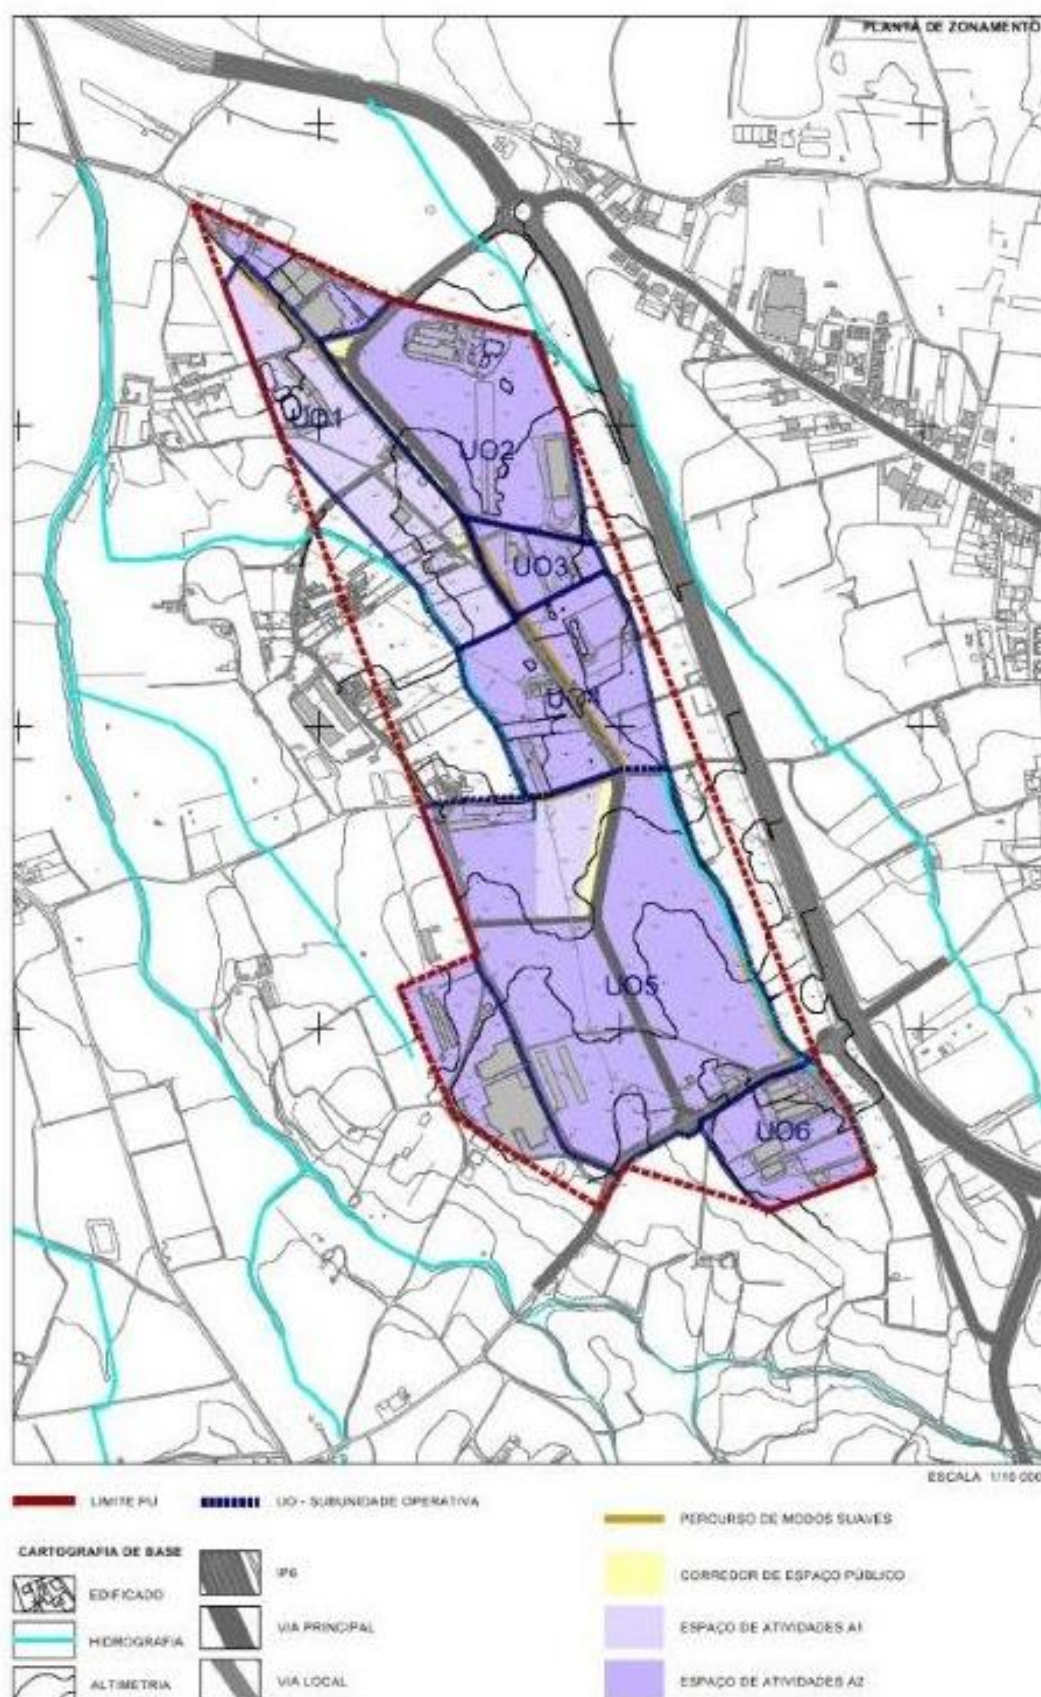 PLANTA DE ZONAMENTO
UO1
UO2
UO3
UO4
UO5
UO6
ESCALA 1/10 000
LIMITE PU
UO - SUBUNIDADE OPERATIVA
PERCURSO DE MODOS SUAVES
CARTOGRAFIA DE BASE
IP6
CORREDOR DE ESPAÇO PÚBLICO
EDIFICADO
VIA PRINCIPAL
ESPAÇO DE ATIVIDADES A1
HIDROGRAFIA
VIA LOCAL
ESPAÇO DE ATIVIDADES A2
ALTIMETRIA